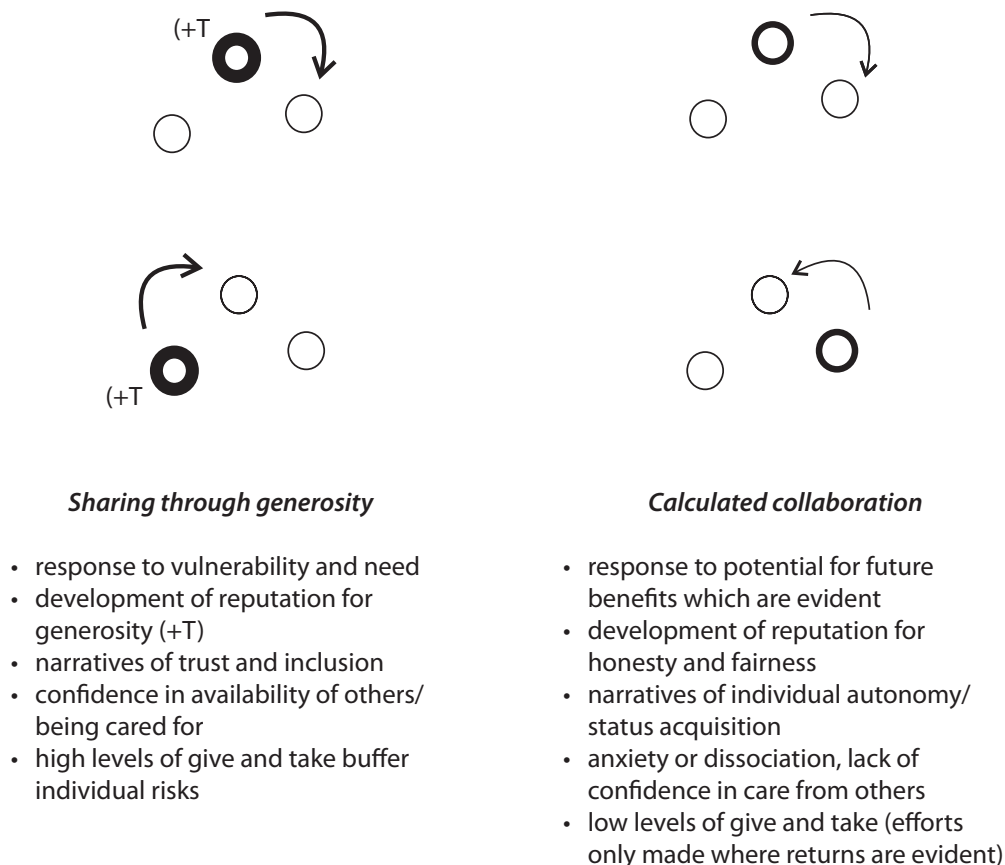 (+T
(+T
Sharing through generosity
• response to vulnerability and need
• development of reputation for
generosity (+T)
• narratives of trust and inclusion
• confidence in availability of others/
being cared for
• high levels of give and take buffer
individual risks
Calculated collaboration
• response to potential for future
benefits which are evident
• development of reputation for
honesty and fairness
• narratives of individual autonomy/
status acquisition
• anxiety or dissociation, lack of
confidence in care from others
• low levels of give and take (efforts
only made where returns are evident)